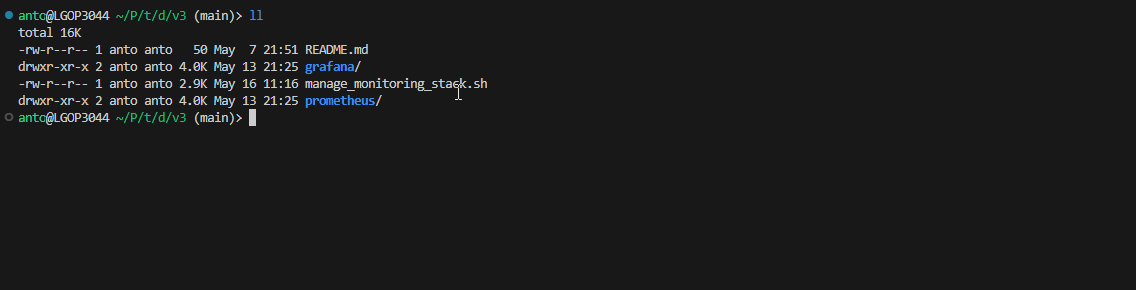 anto@LGOP3044 ~/P/t/d/v3 (main)> ll
total 16K
-rw-r--r-- 1 anto anto   50 May  7 21:51 README.md
drwxr-xr-x 2 anto anto 4.0K May 13 21:25 grafana/
-rw-r--r-- 1 anto anto 2.9K May 16 11:16 manage_monitoring_stack.sh
drwxr-xr-x 2 anto anto 4.0K May 13 21:25 prometheus/
anto@LGOP3044 ~/P/t/d/v3 (main)>